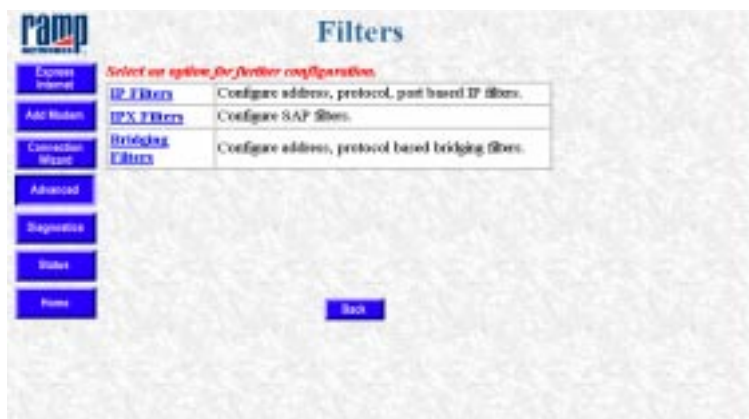 ramp
NETWORKS
Filters
Express
Internet
Add Modem
Connection
Wizard
Advanced
Diagnostics
Status
Home
Select an option for further configuration.
IP Filters Configure address, protocol, port based IP filters.
IPX Filters Configure SAP filters.
Bridging
Filters Configure address, protocol based bridging filters.
Back